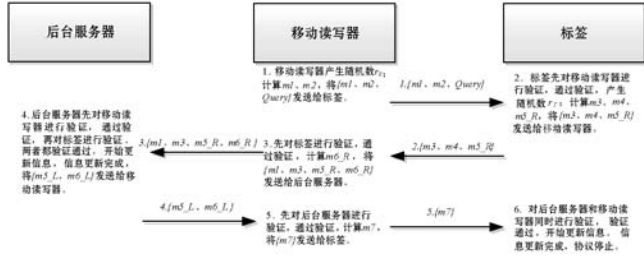 后台服务器
移动读写器
标签
1. 移动读写器产生随机数
计算m1、m2，将{m1、m2、
Query}发送给标签。
1.{m1、m2、Query}
2. 标签先对移动读写器进
行验证，通过验证，产生
计算m3、m4、
m5_R，将{m3、m4、m5_R}
发送给移动读写器。
2.{m3、m4、m5_R}
3.先对标签进行验证，通
过验证，计算m6_R，将
{m1、m3、m5_R、m6_R}
发送给后台服务器。
3.{m1、m3、m5_R、m6_R}
4.后台服务器先对移动读
写器进行验证，通过验
证，再对标签进行验证，
两者都验证通过，开始更
新信息，信息更新完成，
将{m5_L、m6_L}发送给移
动读写器。
4.{m5_L、m6_L}
5. 先对后台服务器进行
验证，通过验证，计算m7，
将{m7}发送给标签。
5.{m7}
6. 对后台服务器和移动读
写器同时进行验证，验证
通过，开始更新信息，信
息更新完成，协议停止。